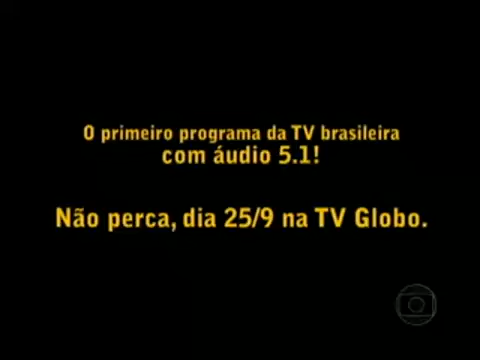 O primeiro programa da TV brasileira
com áudio 5.1!
Não perca, dia 25/9 na TV Globo.